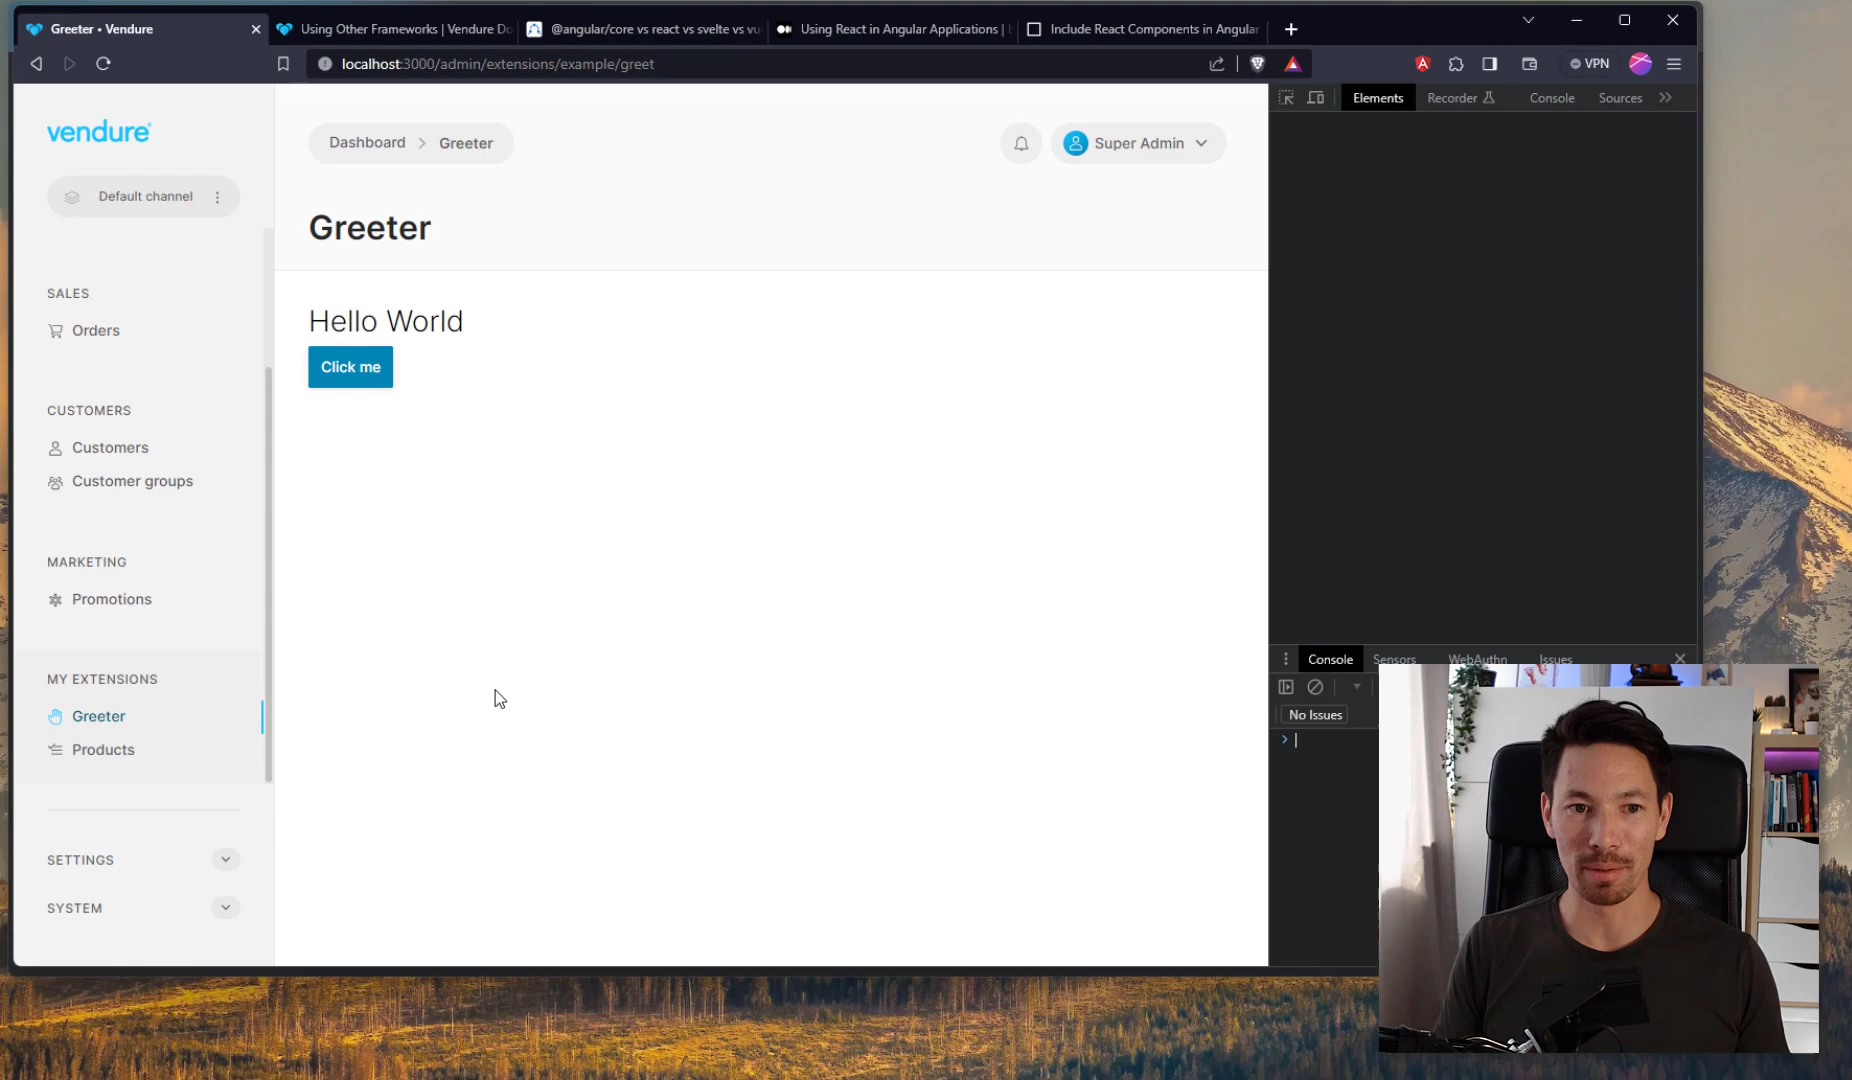 Greeter • Vendure
Using Other Frameworks | Vendure Do
@angular/core vs react vs svelte vs vu
Using React in Angular Applications |
Include React Components in Angular
localhost:3000/admin/extensions/example/greet
VPN
vendure
Default channel
SALES
Orders
CUSTOMERS
Customers
Customer groups
MARKETING
Promotions
MY EXTENSIONS
Greeter
Products
SETTINGS
SYSTEM
Dashboard > Greeter
Super Admin
Greeter
Hello World
Click me
Elements Recorder Console Sources
Console Sensors WebAuthn Issues
No Issues